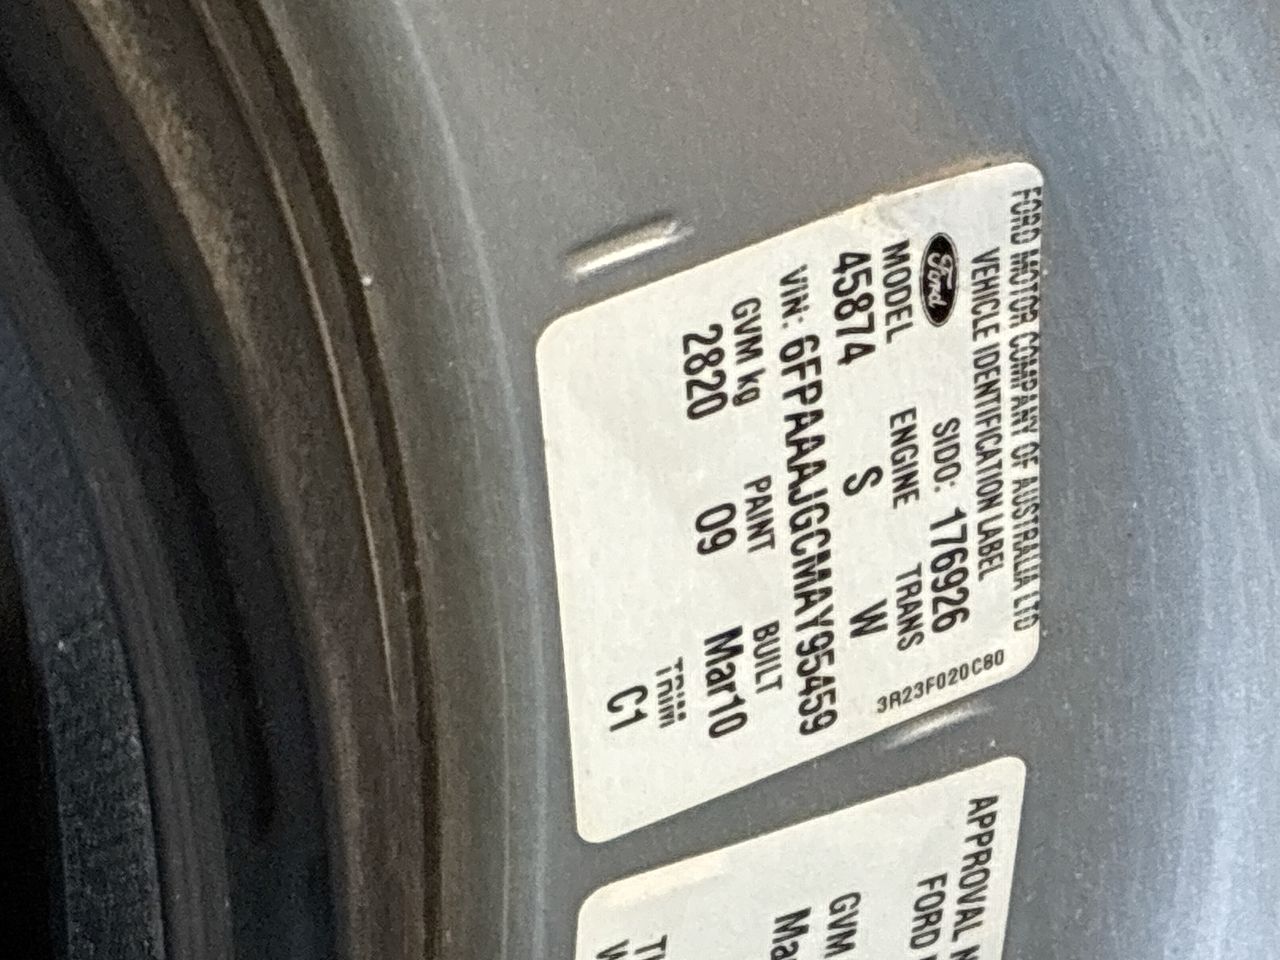 FORD MOTOR COMPANY OF AUSTRALIA LTD
VEHICLE IDENTIFICATION LABEL
Ford SIDO: 176926
MODEL ENGINE TRANS
45874 S W
3R23F020C80
VIN: 6FPAAAJGCMAY95459
GVM kg PAINT BUILT
2820 09 Mar10
TRIM
C1
APPROVAL
FORD
GVM